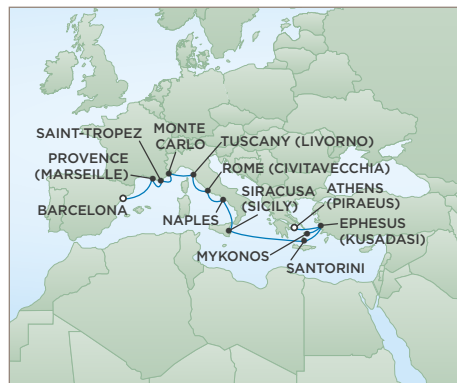 SAINT-TROPEZ
MONTE
CARLO
TUSCANY (LIVORNO)
PROVENCE
(MARSEILLE)
ROME (CIVITAVECCHIA)
SIRACUSA
(SICILY)
ATHENS
(PIRAEUS)
BARCELONA
NAPLES
EPHESUS
(KUSADASI)
MYKONOS
SANTORINI